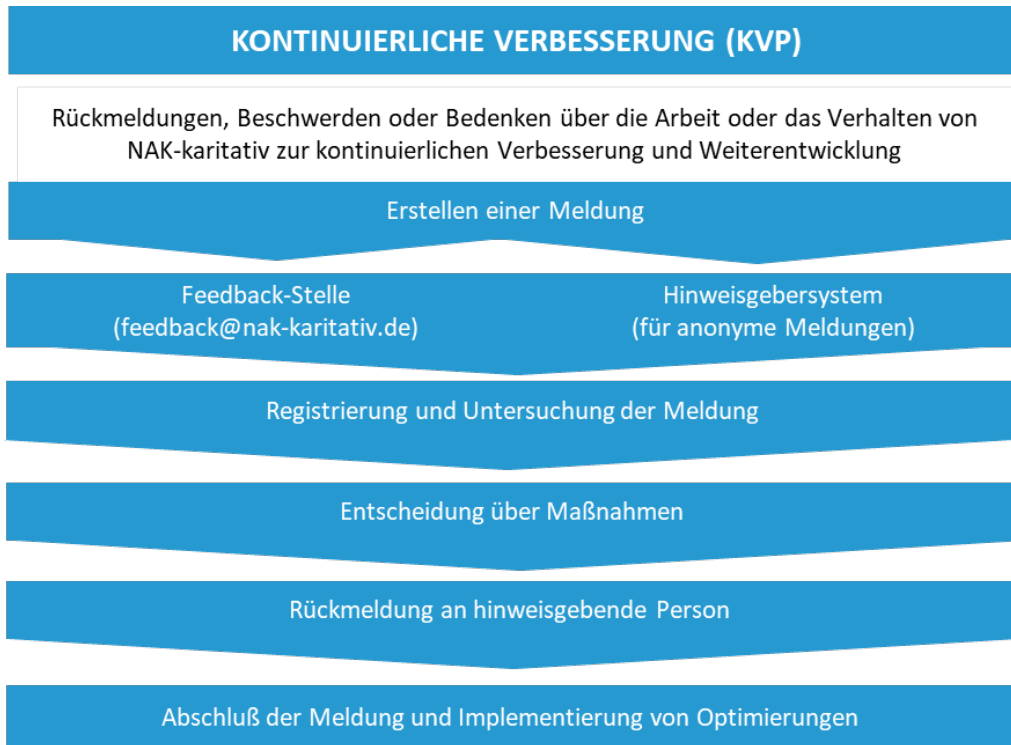 KONTINUIERLICHE VERBESSERUNG (KVP)
Rückmeldungen, Beschwerden oder Bedenken über die Arbeit oder das Verhalten von
NAK-karitativ zur kontinuierlichen Verbesserung und Weiterentwicklung
Erstellen einer Meldung
Feedback-Stelle
(feedback@nak-karitativ.de)
Hinweisgebersystem
(für anonyme Meldungen)
Registrierung und Untersuchung der Meldung
Entscheidung über Maßnahmen
Rückmeldung an hinweisgebende Person
Abschluß der Meldung und Implementierung von Optimierungen